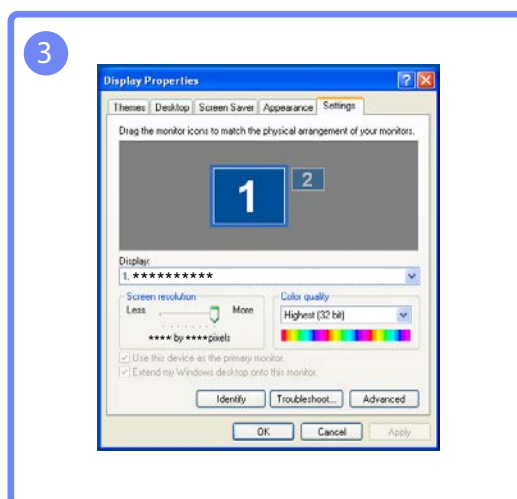 3
Display Properties
Themes Desktop Screen Saver Appearance Settings
Drag the monitor icons to match the physical arrangement of your monitors.
1 2
Display:
1. **********
Screen resolution Color quality
Less More Highest (32 bit)
**** by ****pixels
Use this device as the primary monitor.
Extend my Windows desktop onto this monitor.
Identify Troubleshoot... Advanced
OK Cancel Apply